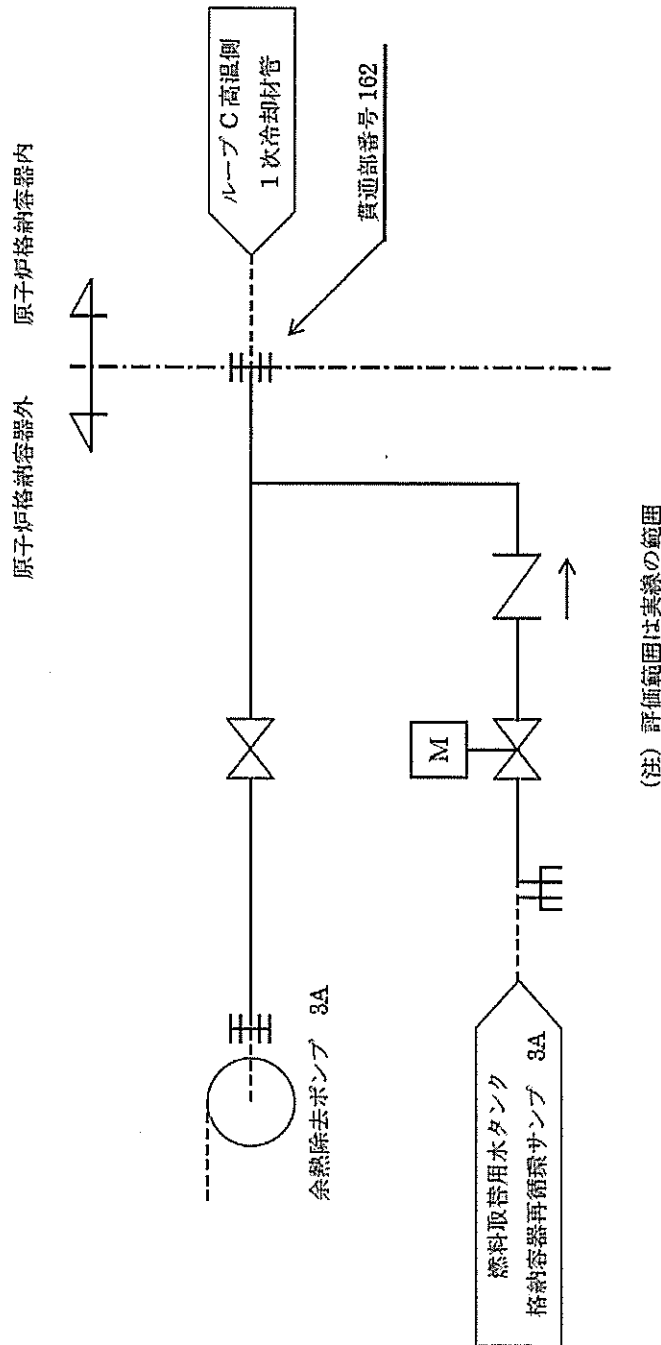 原子炉格納容器外
原子炉格納容器内
ループC高温側
1次冷却材管
貫通部番号162
余熱除去ポンプ 3A
M
燃料取替用水タンク
格納容器再循環サンプ 3A
(注) 評価範囲は実線の範囲